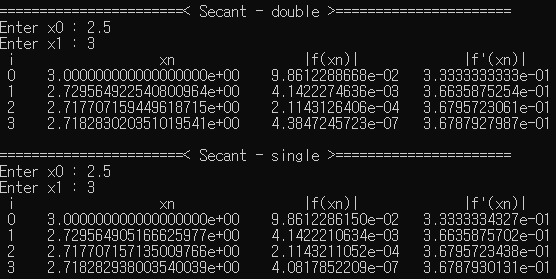 =======================< Secant - double >======================
Enter x0 : 2.5
Enter x1 : 3
i xn |f(xn)| |f'(xn)|
0 3.000000000000000000e+00 9.8612288668e-02 3.3333333333e-01
1 2.729564922540800964e+00 4.1422274636e-03 3.6635875254e-01
2 2.717707159449618715e+00 2.1143126406e-04 3.6795723061e-01
3 2.718283020351019541e+00 4.3847245723e-07 3.6787927987e-01
=======================< Secant - single >======================
Enter x0 : 2.5
Enter x1 : 3
i xn |f(xn)| |f'(xn)|
0 3.000000000000000000e+00 9.8612286150e-02 3.3333334327e-01
1 2.729564905166625977e+00 4.1422210634e-03 3.6635875702e-01
2 2.717707157135009766e+00 2.1143211052e-04 3.6795723438e-01
3 2.718282938003540039e+00 4.0817852209e-07 3.6787930131e-01